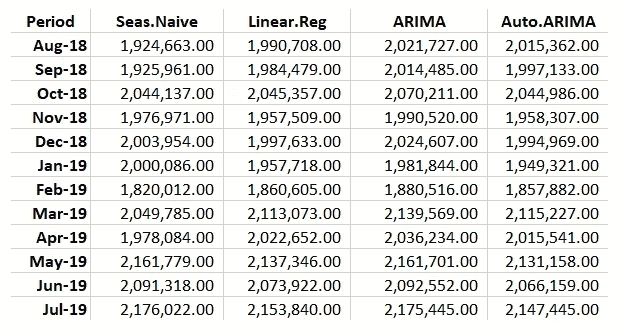 Period Seas.Naive Linear.Reg ARIMA Auto.ARIMA
Aug-18 1,924,663.00 1,990,708.00 2,021,727.00 2,015,362.00
Sep-18 1,925,961.00 1,984,479.00 2,014,485.00 1,997,133.00
Oct-18 2,044,137.00 2,045,357.00 2,070,211.00 2,044,986.00
Nov-18 1,976,971.00 1,957,509.00 1,990,520.00 1,958,307.00
Dec-18 2,003,954.00 1,997,633.00 2,024,607.00 1,994,969.00
Jan-19 2,000,086.00 1,957,718.00 1,981,844.00 1,949,321.00
Feb-19 1,820,012.00 1,860,605.00 1,880,516.00 1,857,882.00
Mar-19 2,049,785.00 2,113,073.00 2,139,569.00 2,115,227.00
Apr-19 1,978,084.00 2,022,652.00 2,036,234.00 2,015,541.00
May-19 2,161,779.00 2,137,346.00 2,161,701.00 2,131,158.00
Jun-19 2,091,318.00 2,073,922.00 2,092,552.00 2,066,159.00
Jul-19 2,176,022.00 2,153,840.00 2,175,445.00 2,147,445.00